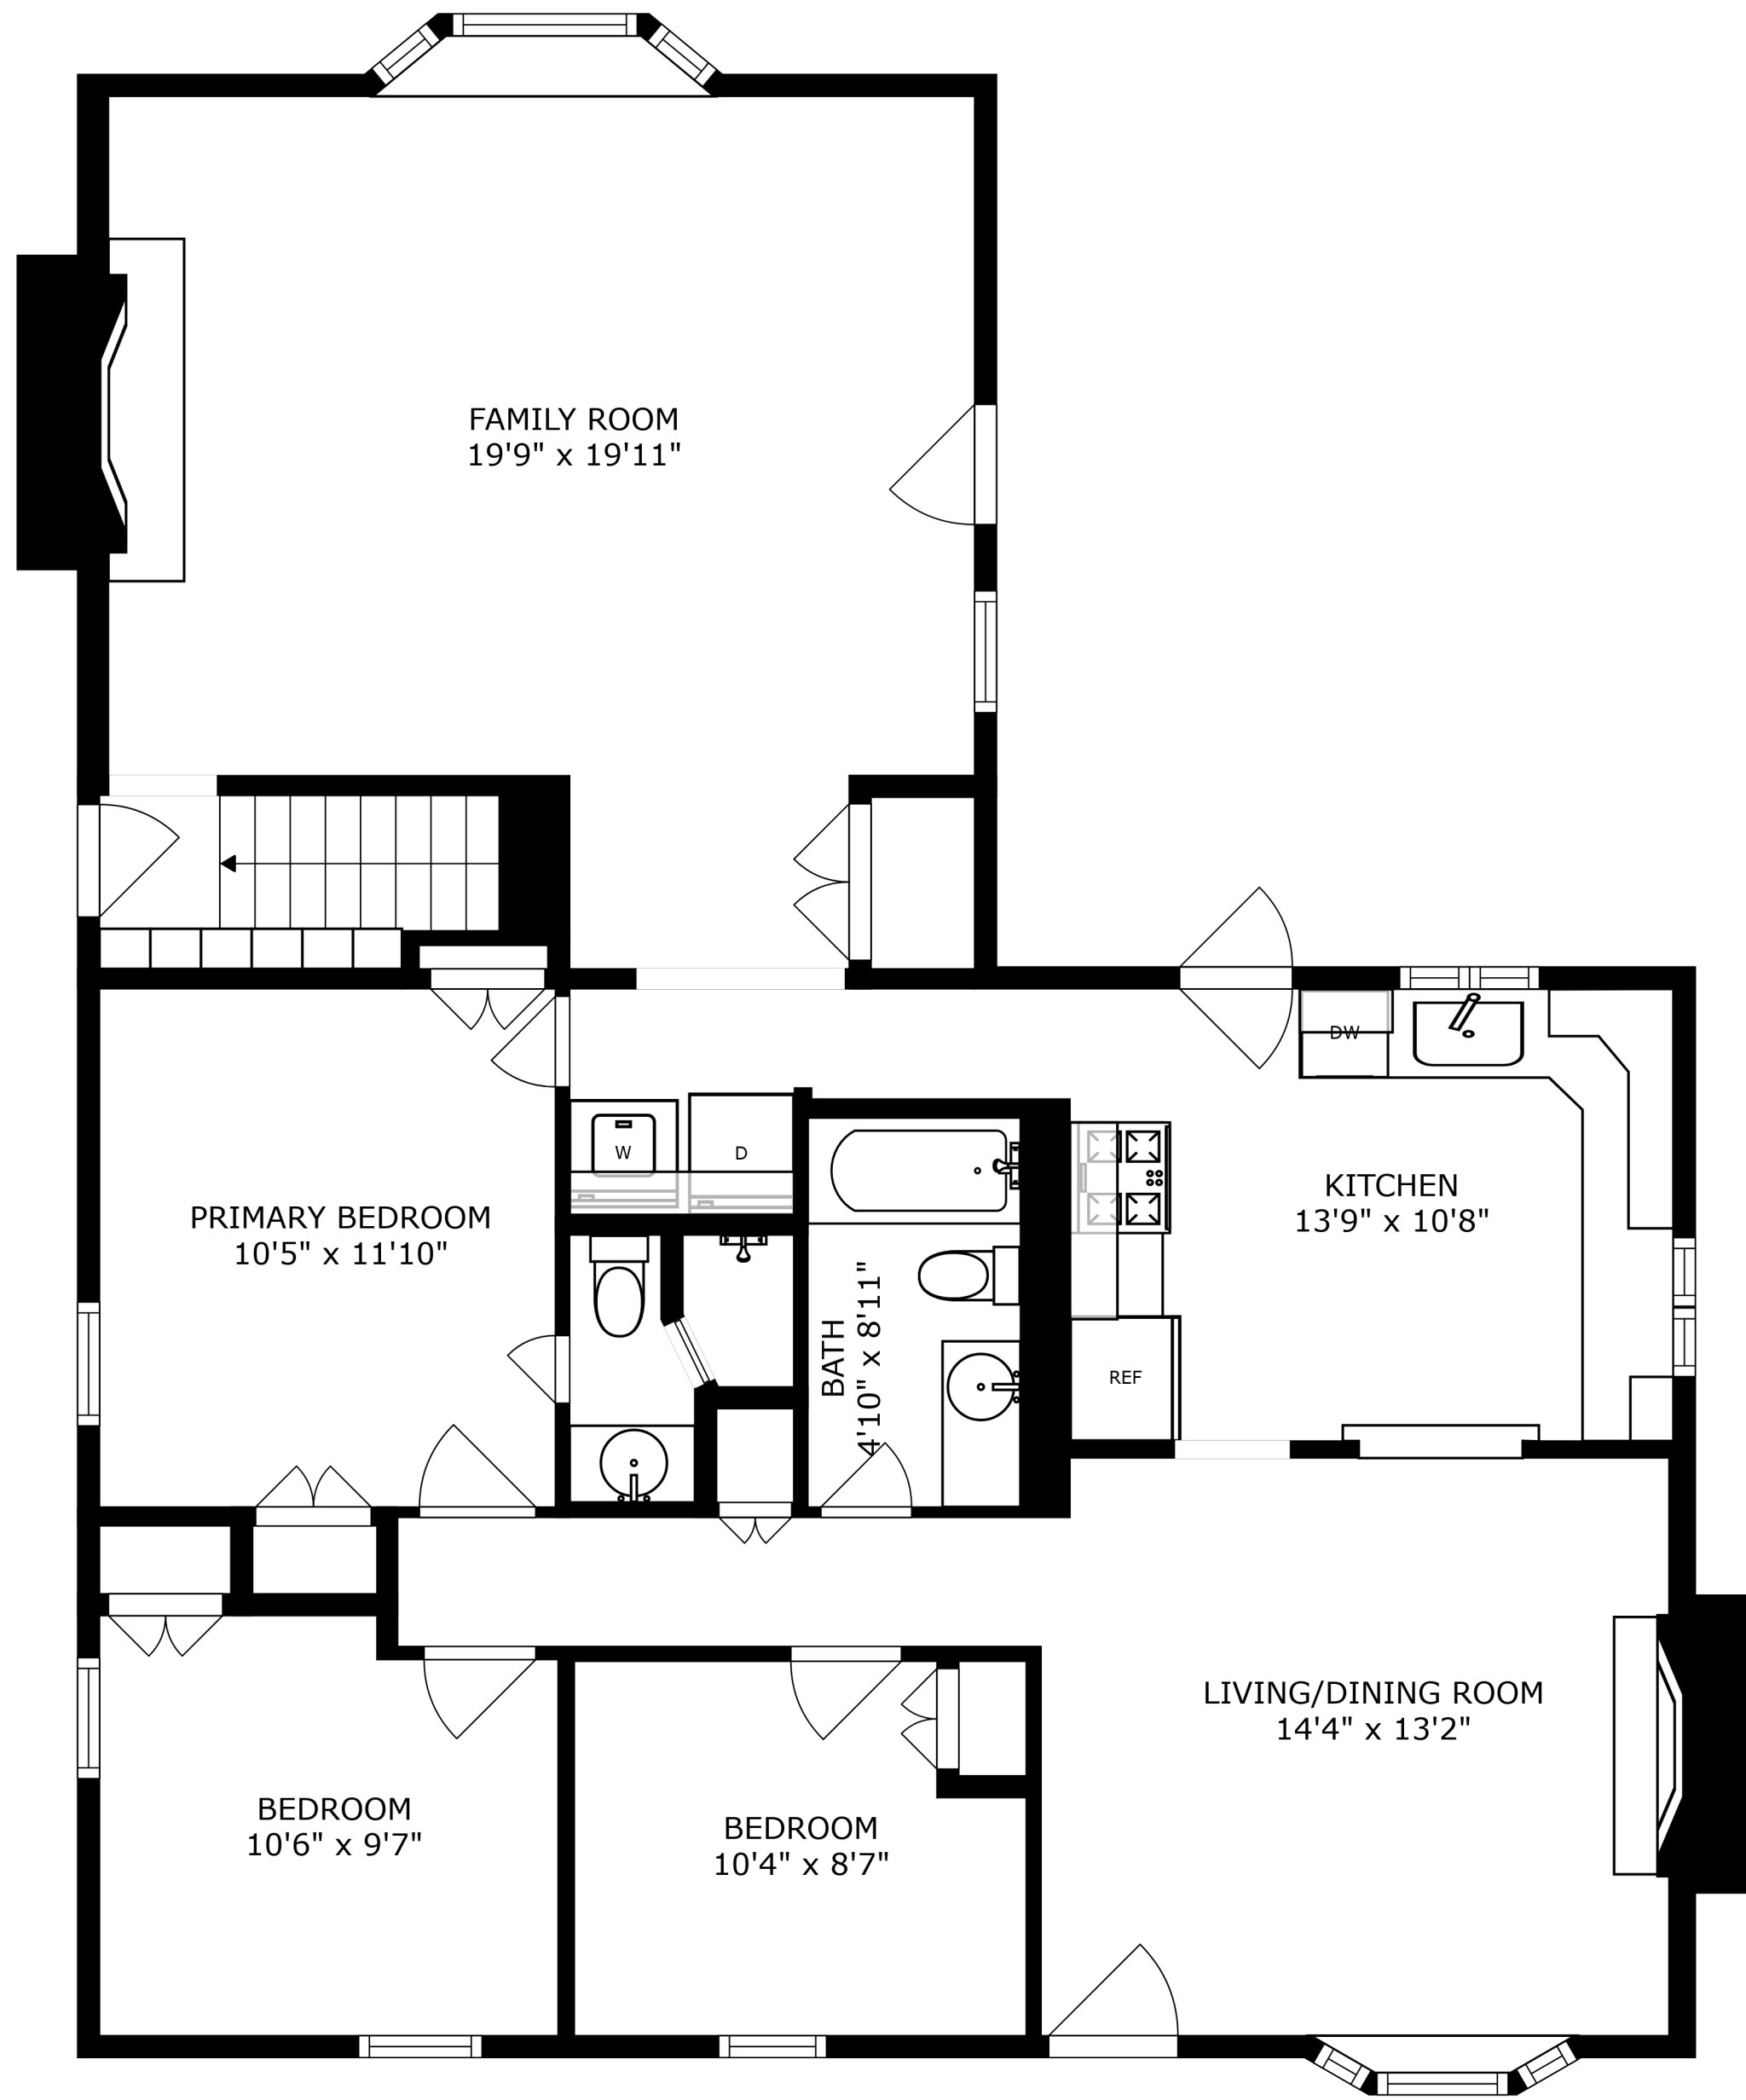 FAMILY ROOM
19'9" x 19'11"
DW
W
D
PRIMARY BEDROOM
10'5" x 11'10"
KITCHEN
13'9" x 10'8"
BATH
4'10" x 8'11"
REF
LIVING/DINING ROOM
14'4" x 13'2"
BEDROOM
10'6" x 9'7"
BEDROOM
10'4" x 8'7"